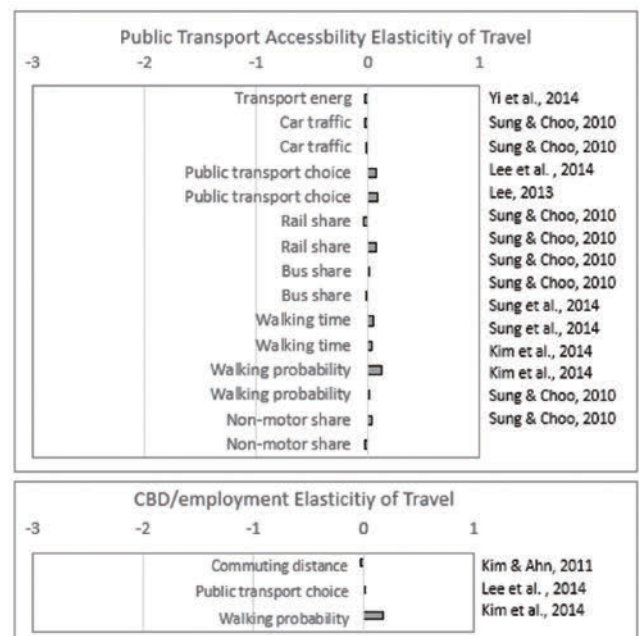 Public Transport Accessbility Elasticitiy of Travel
-3 -2 -1 0 1
Transport energ Yi et al., 2014
Car traffic Sung & Choo, 2010
Car traffic Sung & Choo, 2010
Public transport choice Lee et al. , 2014
Public transport choice Lee, 2013
Rail share Sung & Choo, 2010
Rail share Sung & Choo, 2010
Bus share Sung & Choo, 2010
Bus share Sung & Choo, 2010
Walking time Sung et al., 2014
Walking time Sung et al., 2014
Walking probability Kim et al., 2014
Walking probability Kim et al., 2014
Non-motor share Sung & Choo, 2010
Non-motor share Sung & Choo, 2010
CBD/employment Elasticitiy of Travel
-3 -2 -1 0 1
Commuting distance Kim & Ahn, 2011
Public transport choice Lee et al. , 2014
Walking probability Kim et al., 2014